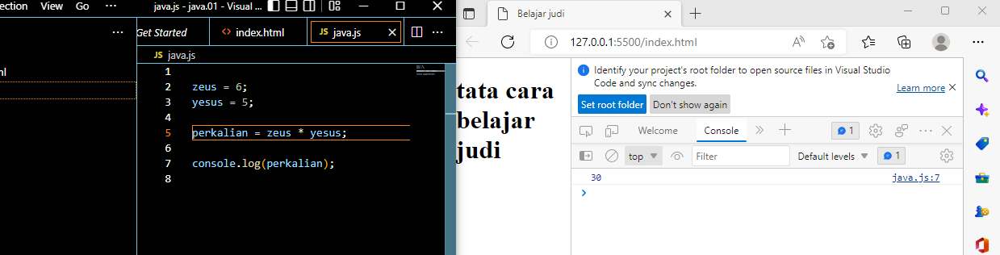 ection View Go ··· java.js - java.01 - Visual ...
··· Get Started index.html JS java.js
JS java.js
ml
1
2 zeus = 6;
3 yesus = 5;
4
5 perkalian = zeus * yesus;
6
7 console.log(perkalian);
8
Belajar judi
127.0.0.1:5500/index.html
tata cara
belajar
judi
Identify your project's root folder to open source files in Visual Studio
Code and sync changes.
Learn more
Set root folder Don't show again
Welcome Console 1
top Filter Default levels 1
30 java.js:7